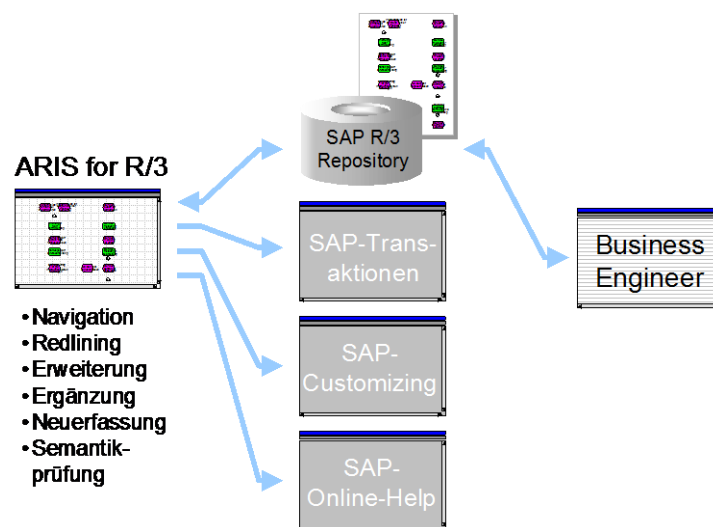 SAP R/3
Repository
ARIS for R/3
SAP-Trans-
aktionen
Business
Engineer
•Navigation
•Redlining
•Erweiterung
•Ergänzung
•Neuerfassung
•Semantik-
prüfung
SAP-
Customizing
SAP-
Online-Help